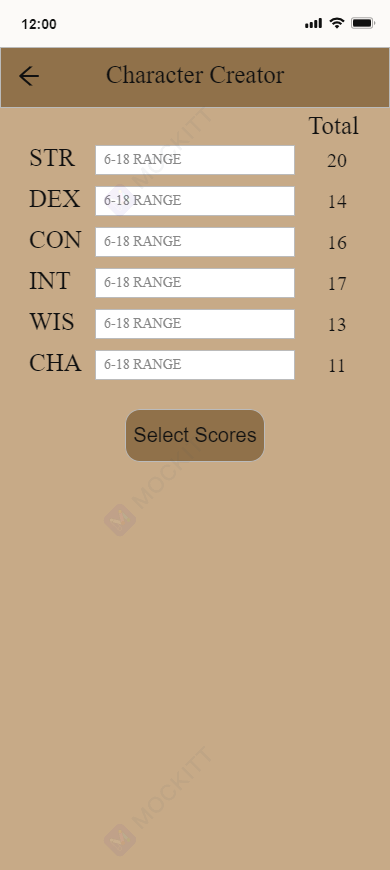 12:00
Character Creator
Total
STR 6-18 RANGE 20
DEX 6-18 RANGE 14
CON 6-18 RANGE 16
INT 6-18 RANGE 17
WIS 6-18 RANGE 13
CHA 6-18 RANGE 11
Select Scores
MOCKITT
MOCKITT
MOCKITT